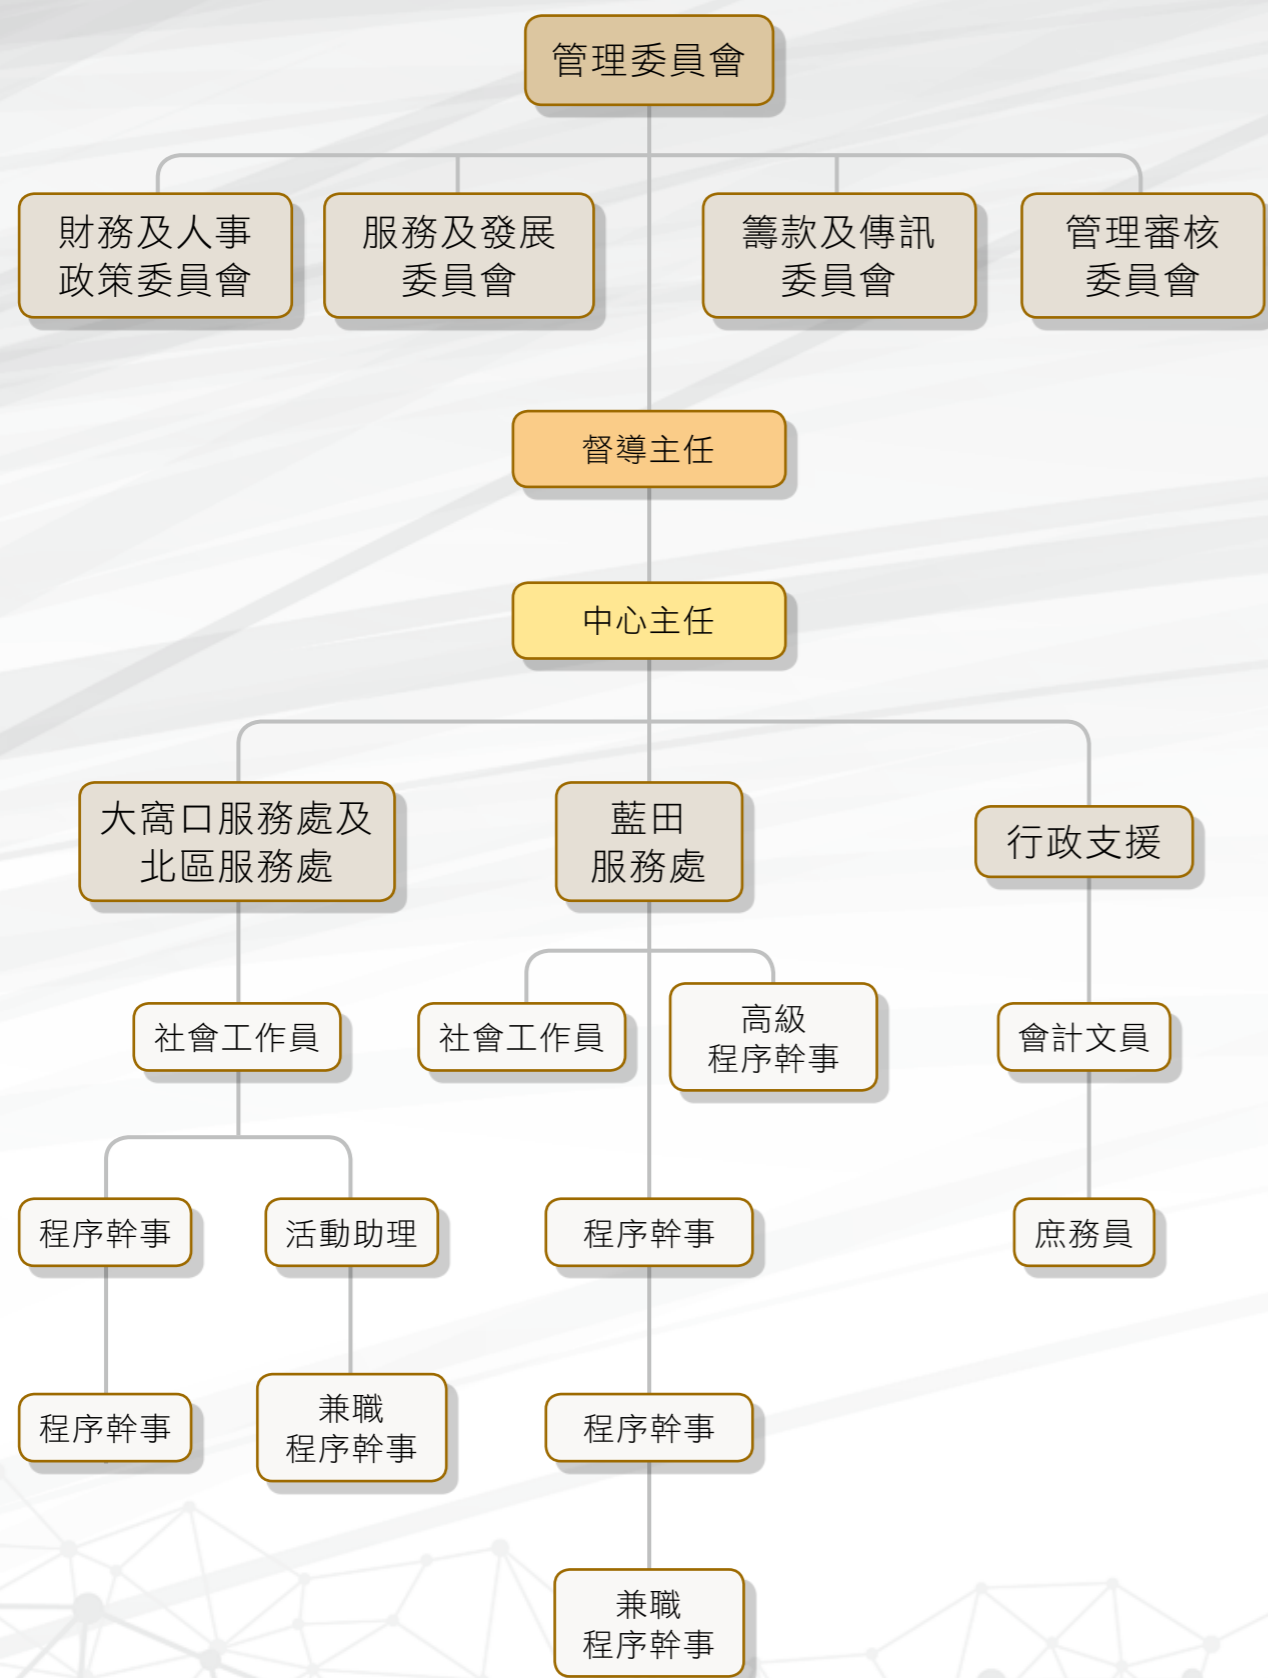 管理委員會
財務及人事
政策委員會
服務及發展
委員會
籌款及傳訊
委員會
管理審核
委員會
督導主任
中心主任
大窩口服務處及
北區服務處
藍田
服務處
行政支援
社會工作員
社會工作員
高級
程序幹事
會計文員
程序幹事
活動助理
程序幹事
庶務員
程序幹事
兼職
程序幹事
程序幹事
兼職
程序幹事